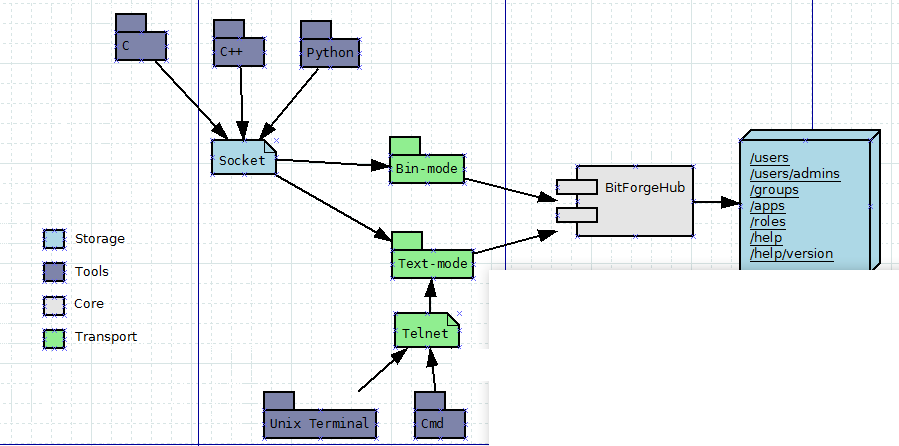 C
C++
Python
Socket
Bin-mode
BitForgeHub
/users
/users/admins
/groups
/apps
/roles
/help
/help/version
Text-mode
Storage
Tools
Core
Transport
Telnet
Unix Terminal
Cmd